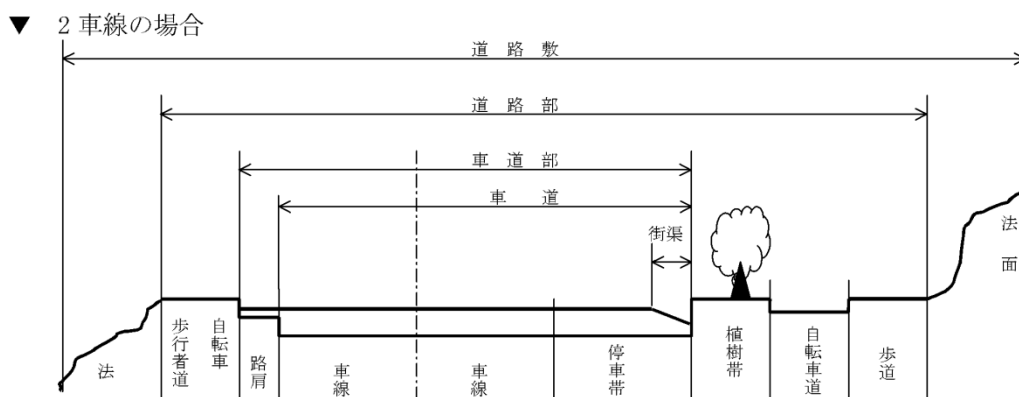 ▼ 2車線の場合
道路敷
道路部
車道部
車道
街渠
法面
法
歩行者道
自転車
路肩
車線
車線
停車帯
植樹帯
自転車道
歩道